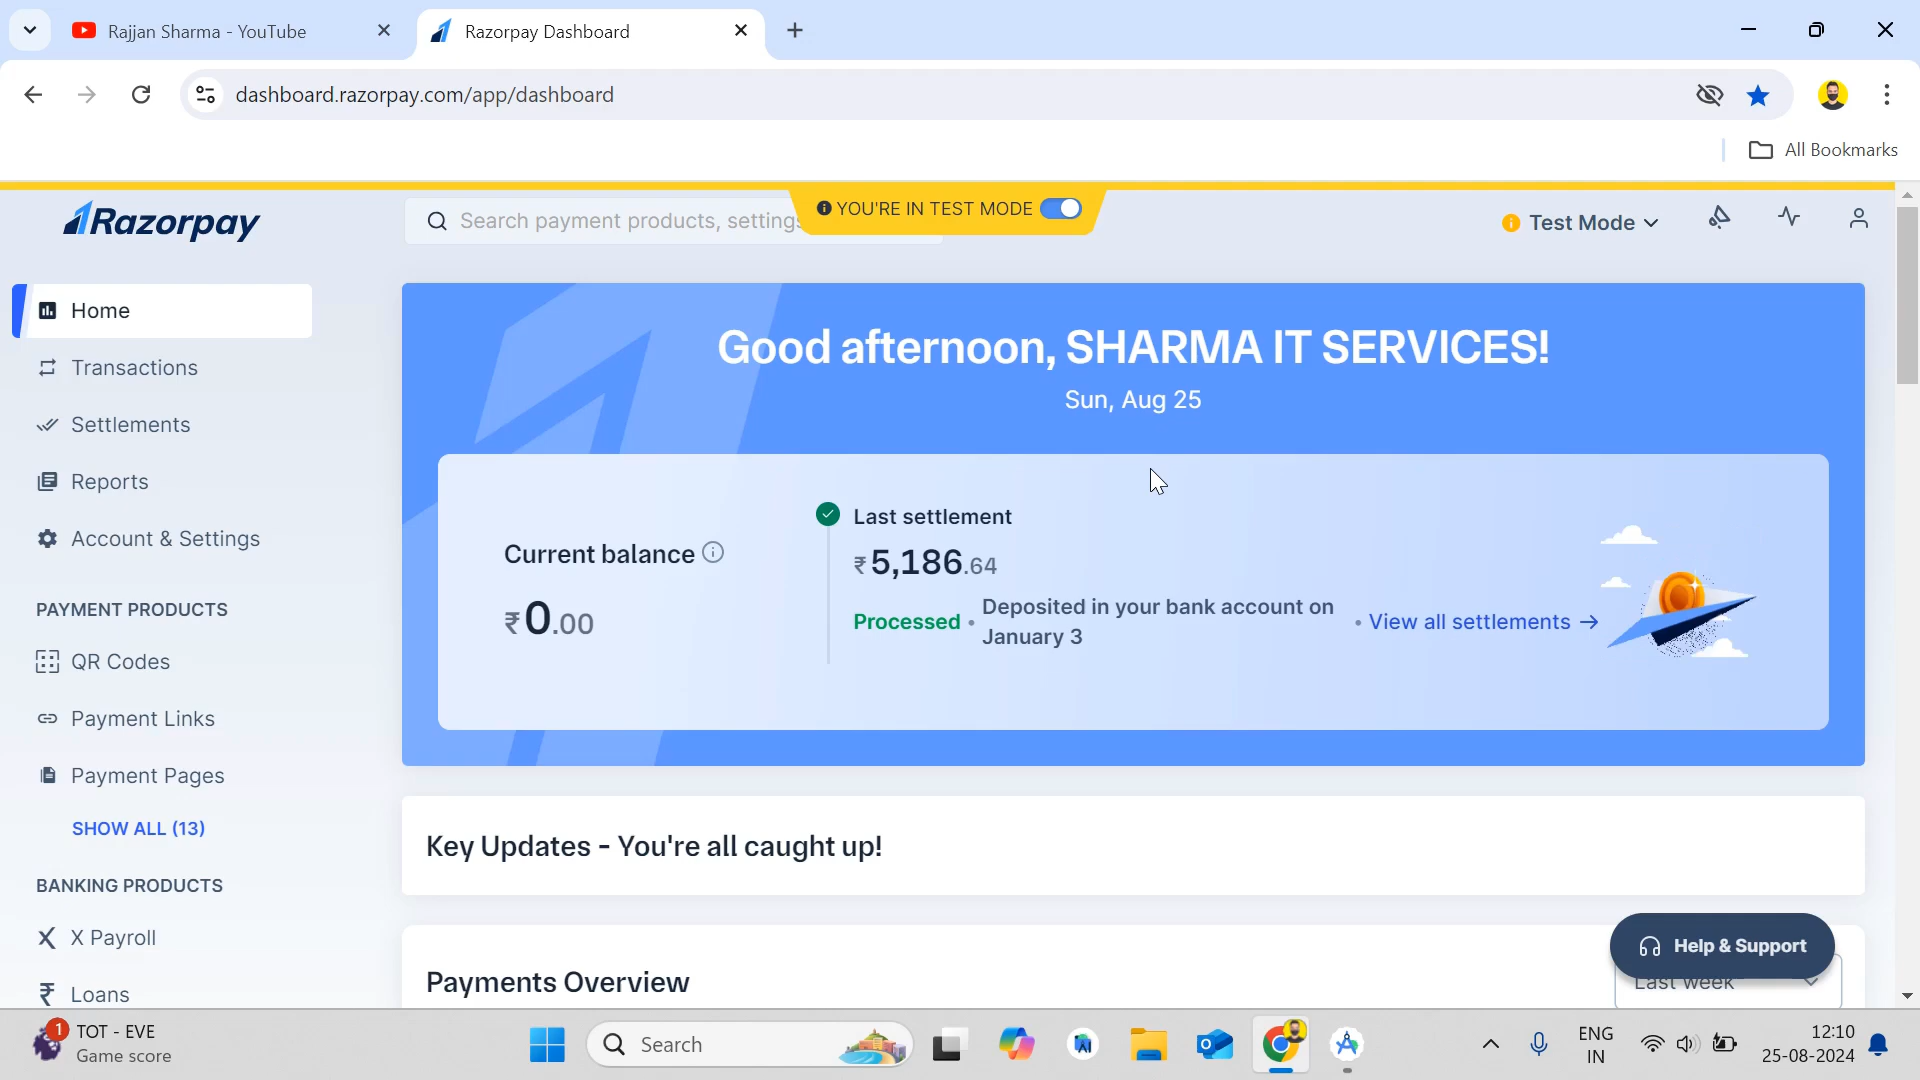 Rajjan Sharma - YouTube
Razorpay Dashboard
dashboard.razorpay.com/app/dashboard
All Bookmarks
Razorpay
Search payment products, settings
YOU'RE IN TEST MODE
Test Mode
Home
Transactions
Settlements
Reports
Account & Settings
PAYMENT PRODUCTS
QR Codes
Payment Links
Payment Pages
SHOW ALL (13)
BANKING PRODUCTS
X Payroll
Loans
Good afternoon, SHARMA IT SERVICES!
Sun, Aug 25
Current balance
₹0.00
Last settlement
₹5,186.64
Processed • Deposited in your bank account on January 3 • View all settlements →
Key Updates - You're all caught up!
Payments Overview
Last week
Help & Support
1
TOT - EVE
Game score
Search
ENG
IN
12:10
25-08-2024